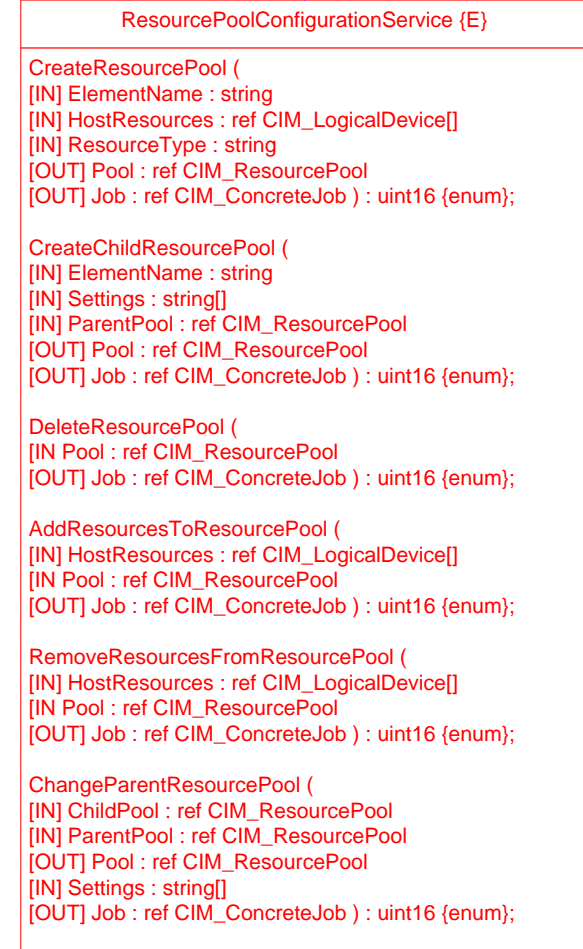 ResourcePoolConfigurationService {E}
CreateResourcePool (
[IN] ElementName : string
[IN] HostResources : ref CIM_LogicalDevice[]
[IN] ResourceType : string
[OUT] Pool : ref CIM_ResourcePool
[OUT] Job : ref CIM_ConcreteJob ) : uint16 {enum};
CreateChildResourcePool (
[IN] ElementName : string
[IN] Settings : string[]
[IN] ParentPool : ref CIM_ResourcePool
[OUT] Pool : ref CIM_ResourcePool
[OUT] Job : ref CIM_ConcreteJob ) : uint16 {enum};
DeleteResourcePool (
[IN Pool : ref CIM_ResourcePool
[OUT] Job : ref CIM_ConcreteJob ) : uint16 {enum};
AddResourcesToResourcePool (
[IN] HostResources : ref CIM_LogicalDevice[]
[IN Pool : ref CIM_ResourcePool
[OUT] Job : ref CIM_ConcreteJob ) : uint16 {enum};
RemoveResourcesFromResourcePool (
[IN] HostResources : ref CIM_LogicalDevice[]
[IN Pool : ref CIM_ResourcePool
[OUT] Job : ref CIM_ConcreteJob ) : uint16 {enum};
ChangeParentResourcePool (
[IN] ChildPool : ref CIM_ResourcePool
[IN] ParentPool : ref CIM_ResourcePool
[OUT] Pool : ref CIM_ResourcePool
[IN] Settings : string[]
[OUT] Job : ref CIM_ConcreteJob ) : uint16 {enum};